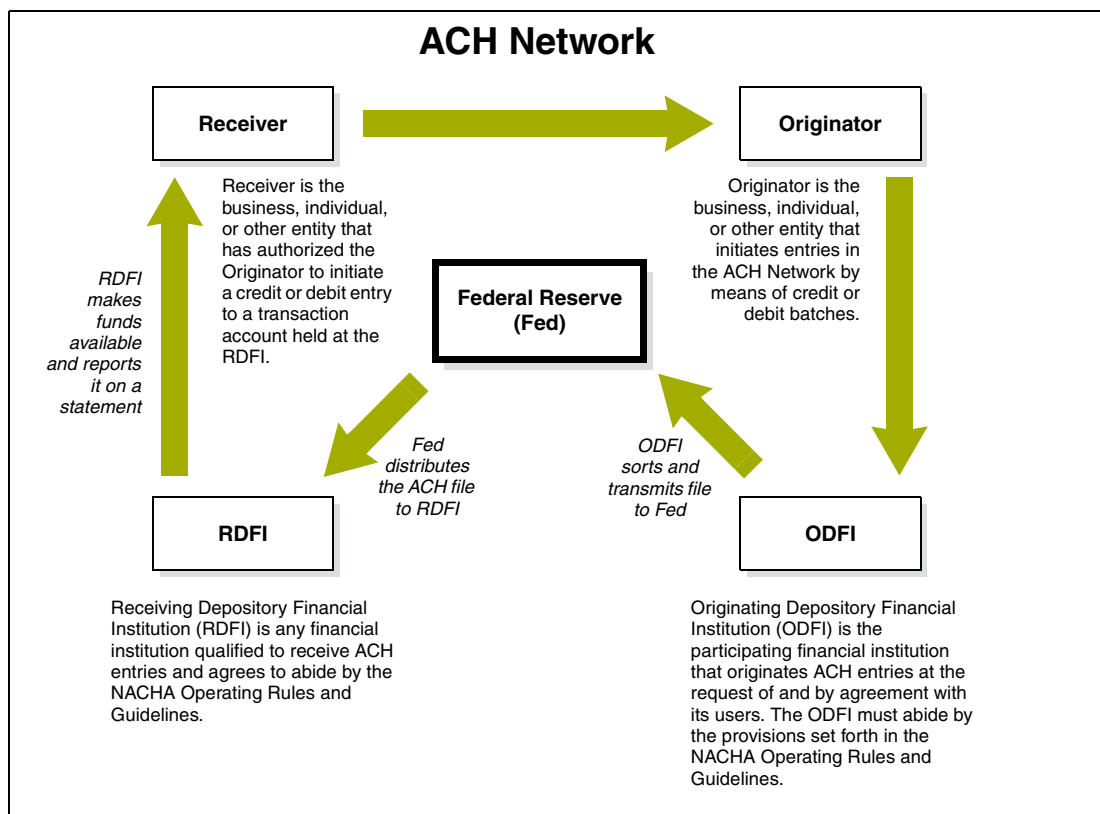 ACH Network
Receiver
Originator
Receiver is the
business, individual,
or other entity that
has authorized the
Originator to initiate
a credit or debit entry
to a transaction
account held at the
RDFI.
Originator is the
business, individual,
or other entity that
initiates entries in
the ACH Network by
means of credit or
debit batches.
RDFI
makes
funds
available
and reports
it on a
statement
Federal Reserve
(Fed)
Fed
distributes
the ACH file
to RDFI
ODFI
sorts and
transmits file
to Fed
RDFI
ODFI
Receiving Depository Financial
Institution (RDFI) is any financial
institution qualified to receive ACH
entries and agrees to abide by the
NACHA Operating Rules and
Guidelines.
Originating Depository Financial
Institution (ODFI) is the
participating financial institution
that originates ACH entries at the
request of and by agreement with
its users. The ODFI must abide by
the provisions set forth in the
NACHA Operating Rules and
Guidelines.